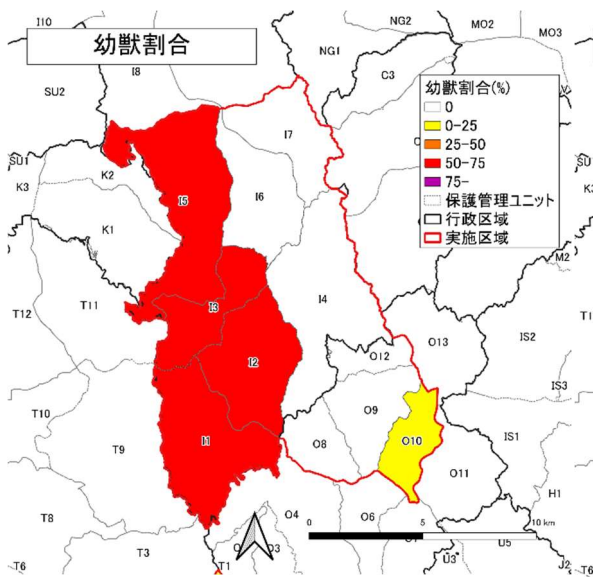 幼獣割合
I10
I8
SU2
NG1
NG2
MO2
MO3
C3
幼獣割合(%)
0
0-25
25-50
50-75
75-
保護管理ユニット
行政区域
実施区域
I7
SU1
K2
K3
I5
I6
K1
M2
T11
T12
I3
I4
T1
O13
IS2
O12
I2
IS3
T10
O9
T9
I1
O8
O10
IS1
O11
H1
T8
O4
O6
0
5
10 km
T3
O3
U3
U5
J2
T6
T1
T6